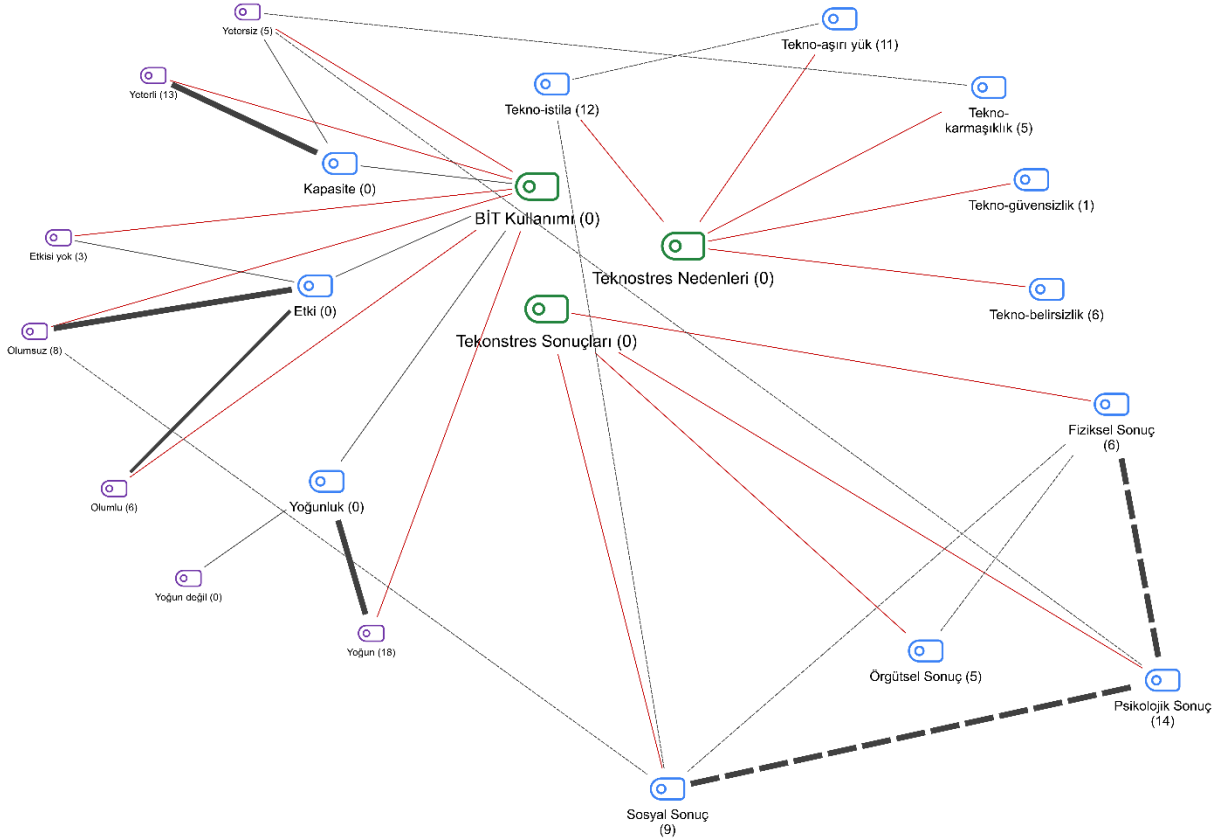 Yetersiz (5)
Tekno-aşırı yük (11)
Yeterli (13)
Tekno-istila (12)
Tekno-
karmaşıklık (5)
Kapasite (0)
BİT Kullanımı (0)
Tekno-güvensizlik (1)
Etkisi yok (3)
Teknostres Nedenleri (0)
Etki (0)
Tekno-belirsizlik (6)
Olumsuz (8)
Tekonstres Sonuçları (0)
Fiziksel Sonuç
(6)
Olumlu (6)
Yoğunluk (0)
Yoğun değil (0)
Yoğun (18)
Örgütsel Sonuç (5)
Psikolojik Sonuç
(14)
Sosyal Sonuç
(9)